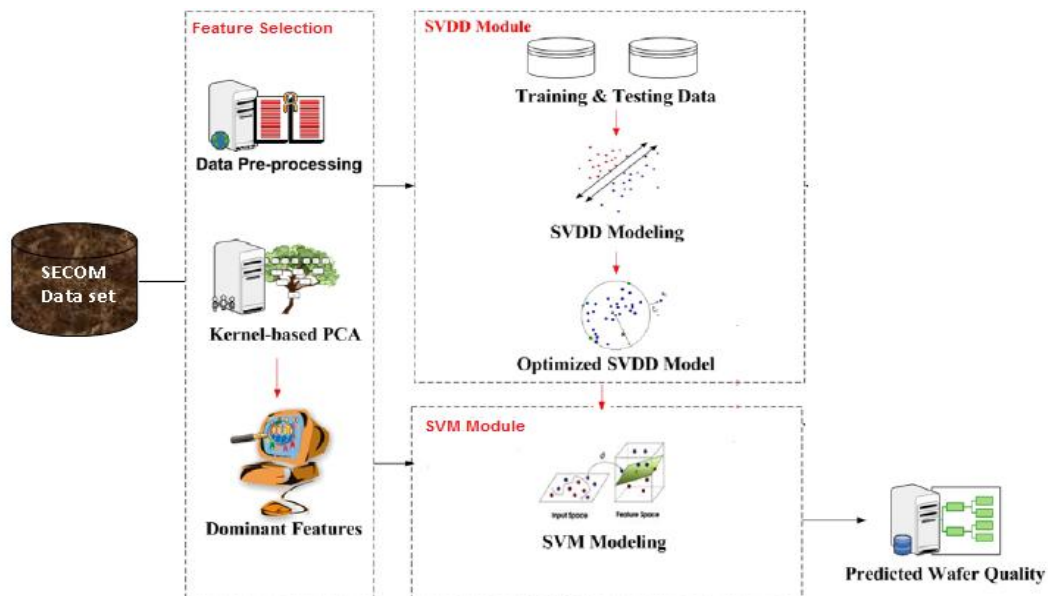 Feature Selection
Data Pre-processing
Kernel-based PCA
Dominant Features
SECOM
Data set
SVDD Module
Training & Testing Data
SVDD Modeling
Optimized SVDD Model
SVM Module
Input Space
Feature Space
SVM Modeling
Predicted Wafer Quality